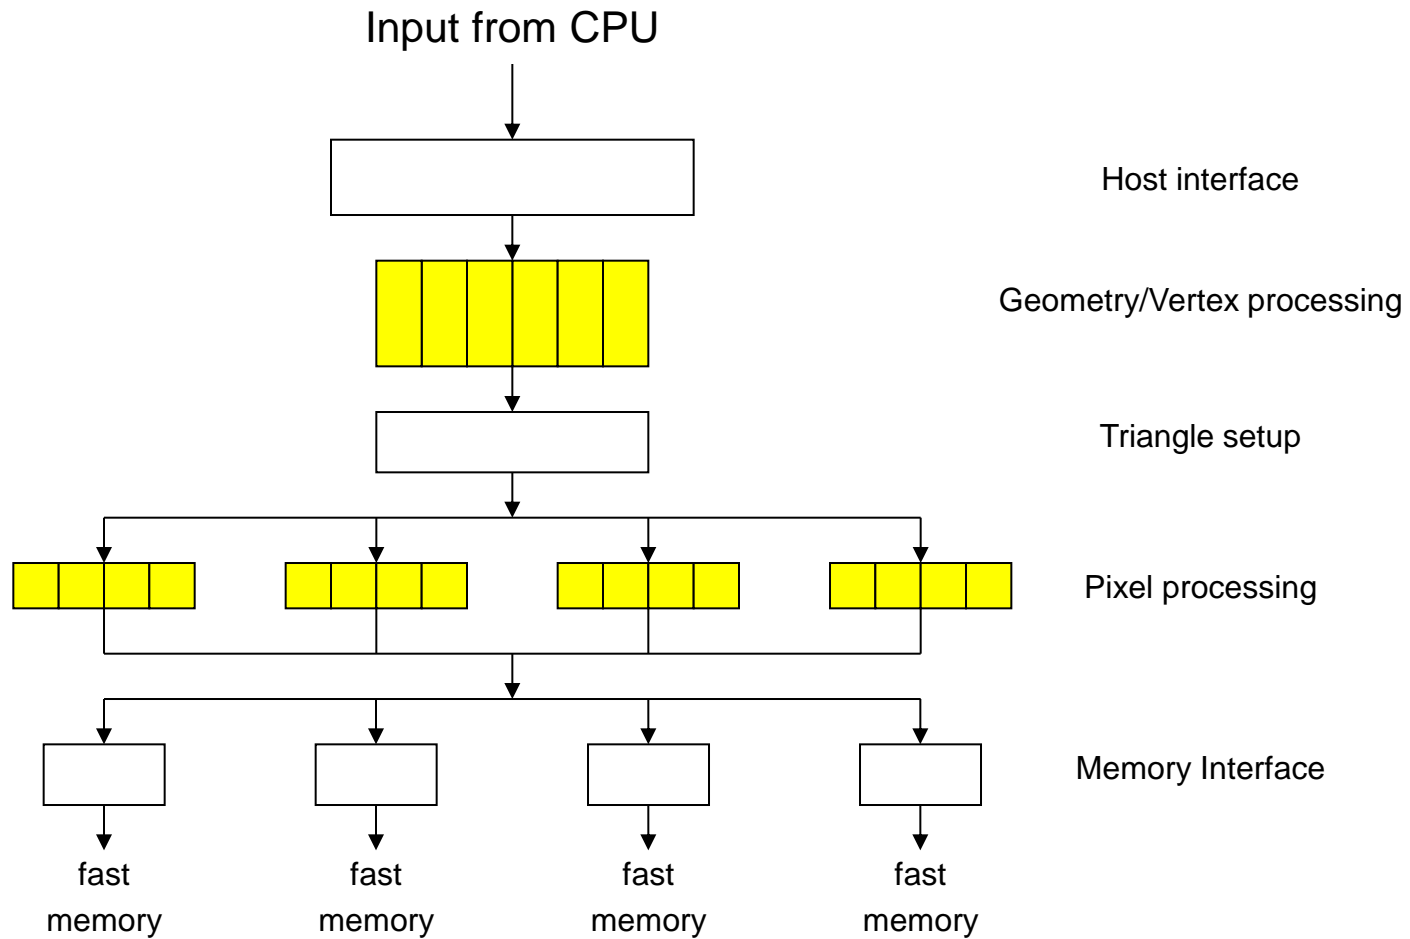 Input from CPU
Host interface
Geometry/Vertex processing
Triangle setup
Pixel processing
Memory Interface
fast
memory
fast
memory
fast
memory
fast
memory